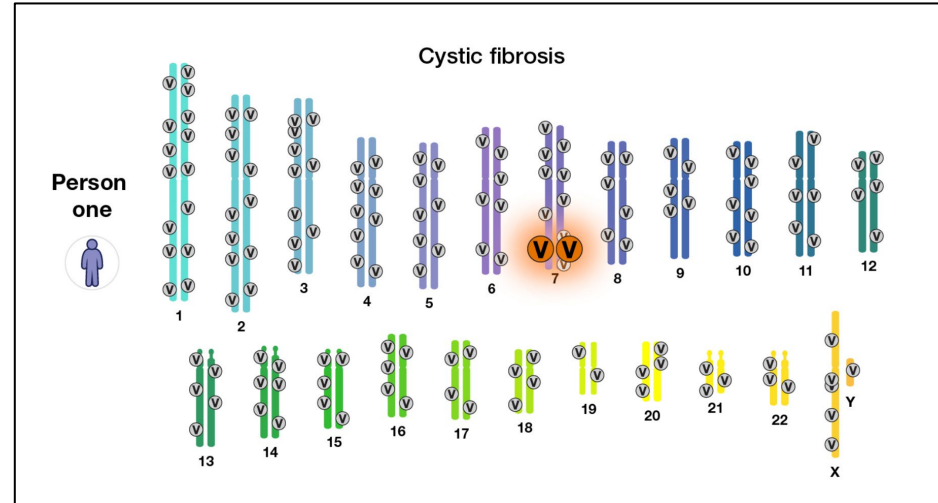 Cystic fibrosis
Person
one
V V V V V V V V V V V V V V V V
1 2 3 4 5 6 7 8 9 10 11 12
13 14 15 16 17 18 19 20 21 22 X Y